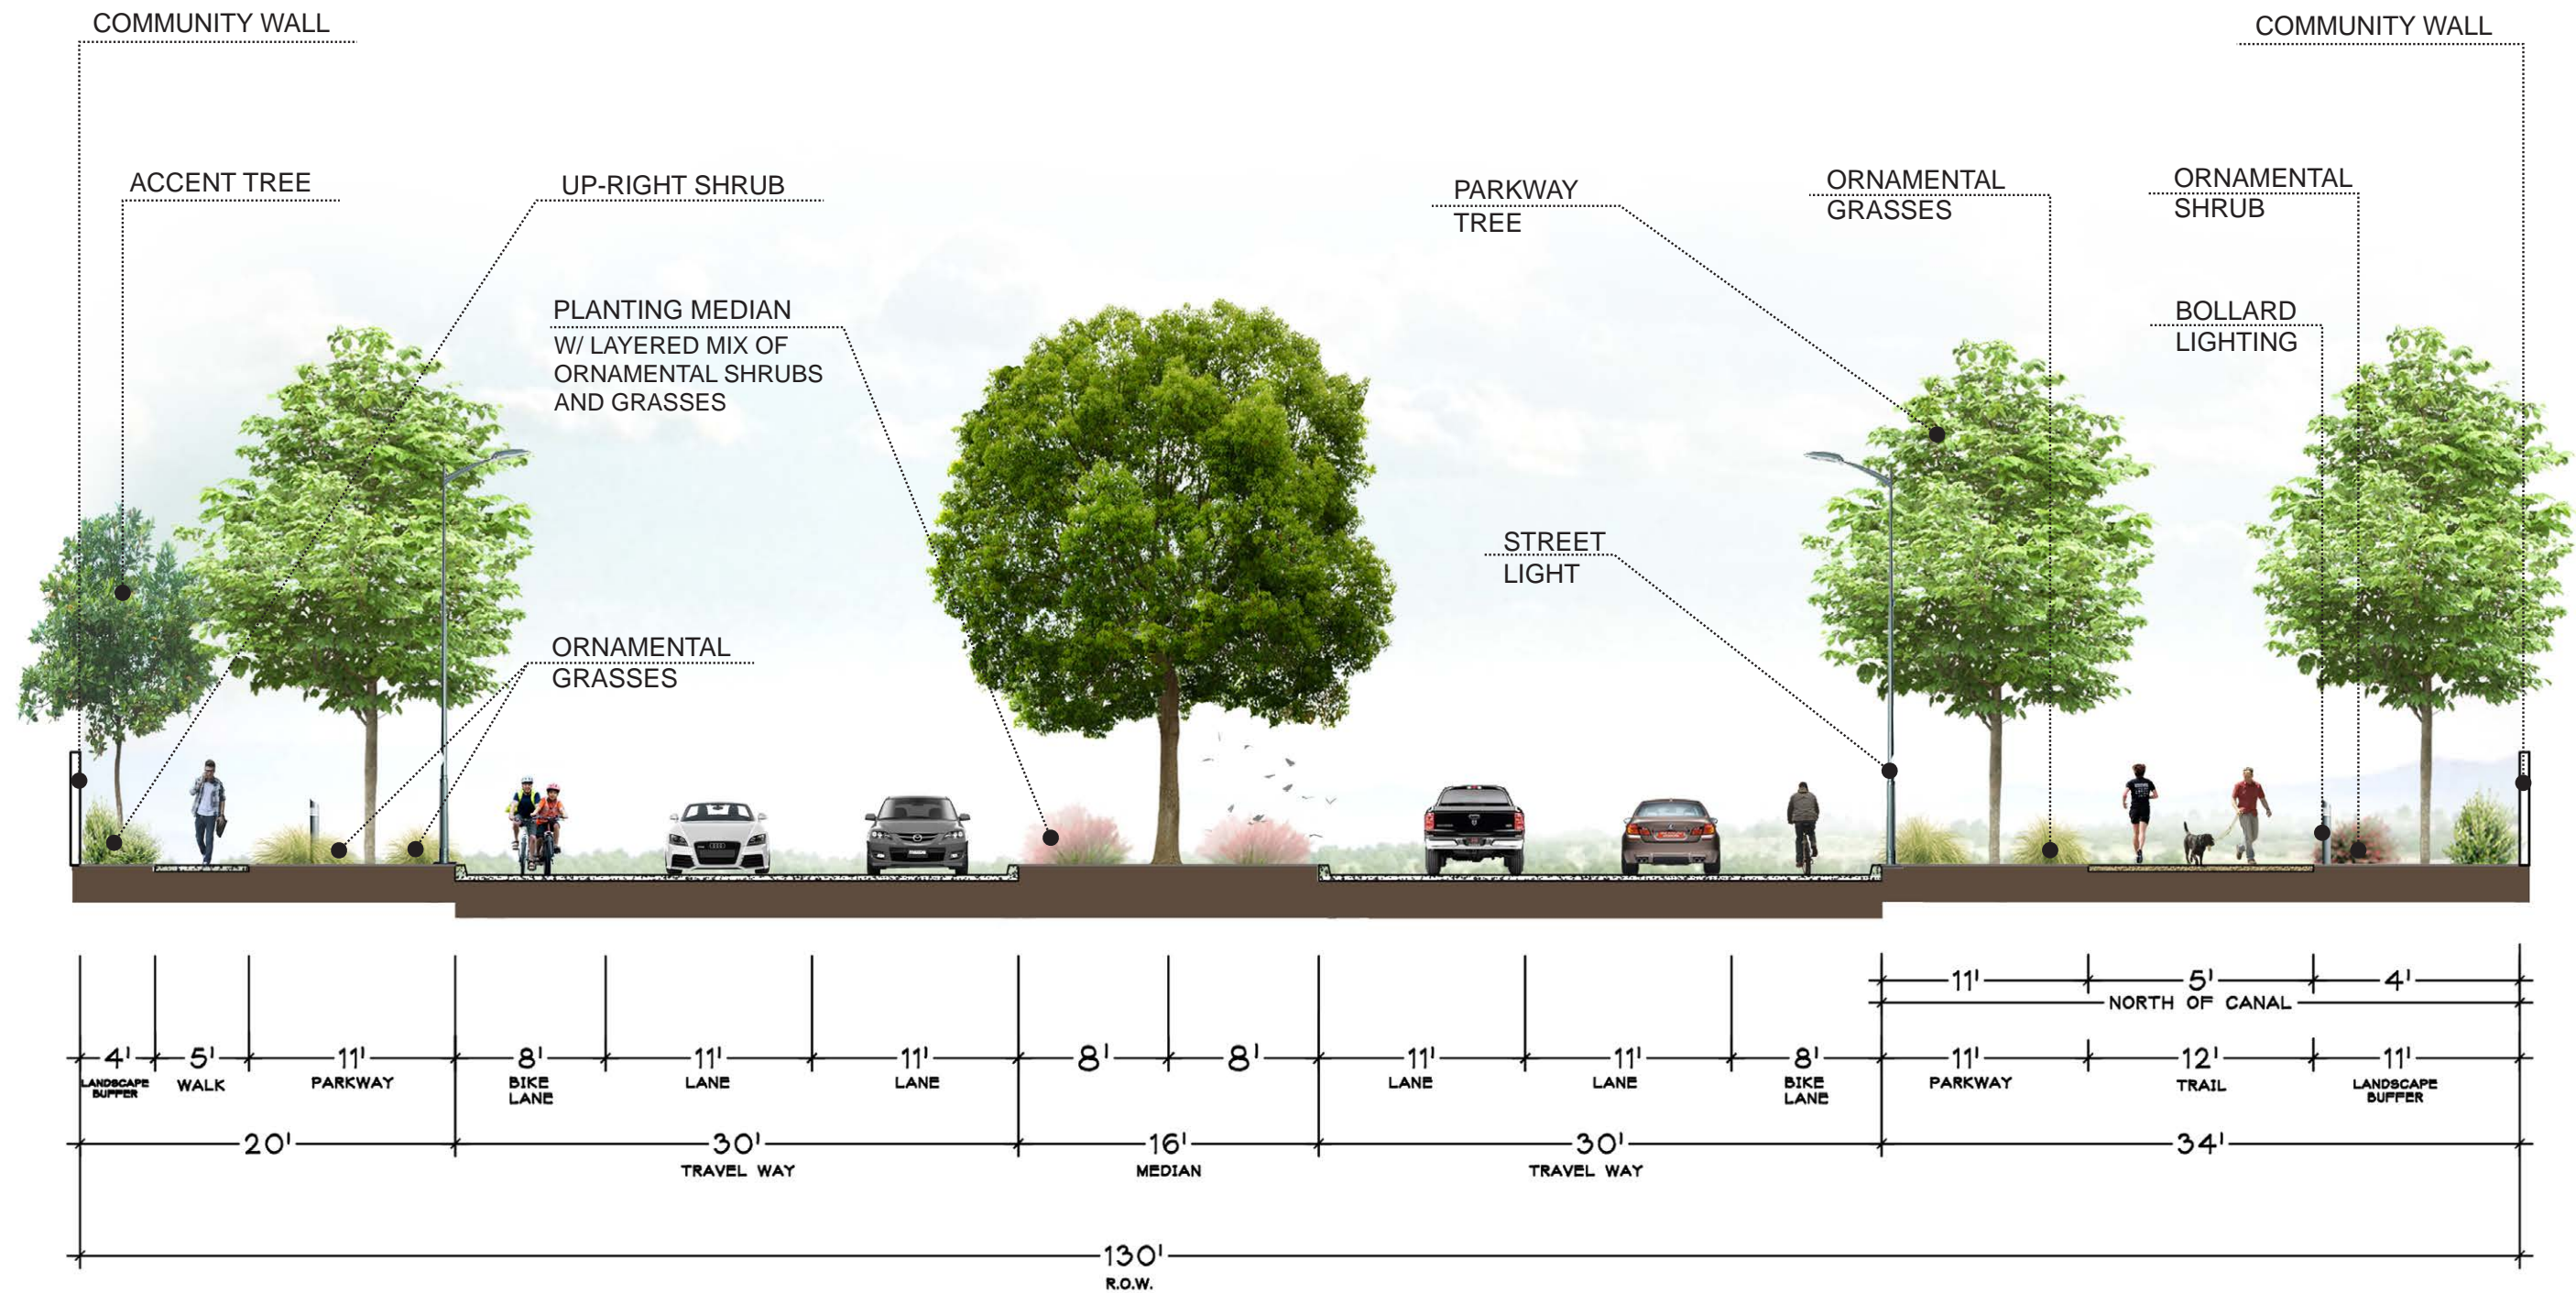 COMMUNITY WALL
COMMUNITY WALL
ACCENT TREE
UP-RIGHT SHRUB
PARKWAY
TREE
ORNAMENTAL
GRASSES
ORNAMENTAL
SHRUB
PLANTING MEDIAN
W/ LAYERED MIX OF
ORNAMENTAL SHRUBS
AND GRASSES
BOLLARD
LIGHTING
STREET
LIGHT
ORNAMENTAL
GRASSES
11' 5' 4'
NORTH OF CANAL
4' 5' 11' 8' 11' 11' 8' 8' 11' 11' 8' 11' 12' 11'
LANDSCAPE
BUFFER
WALK
PARKWAY
BIKE
LANE
LANE
LANE
LANE
LANE
BIKE
LANE
PARKWAY
TRAIL
LANDSCAPE
BUFFER
20' 30' 16' 30' 34'
TRAVEL WAY
MEDIAN
TRAVEL WAY
130'
R.O.W.